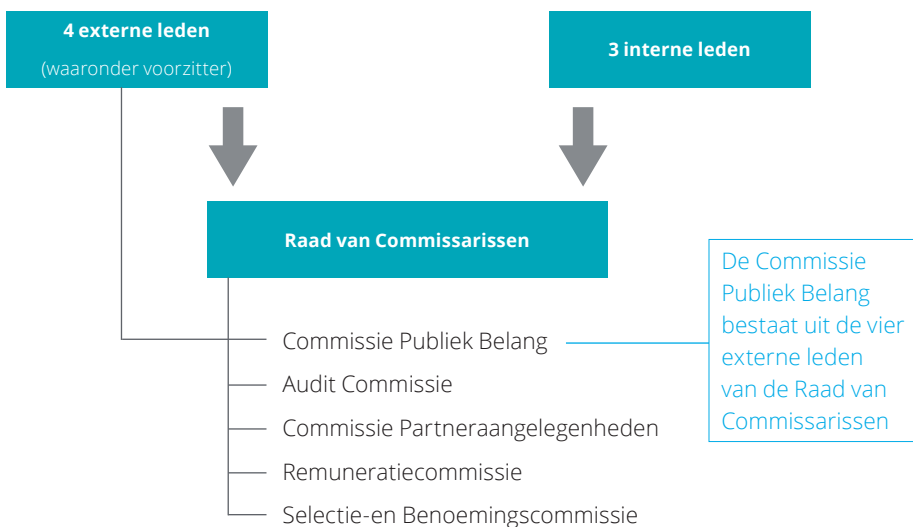 4 externe leden
(waaronder voorzitter)
3 interne leden
Raad van Commissarissen
Commissie Publiek Belang
Audit Commissie
Commissie Partneraangelegenheden
Remuneratiecommissie
Selectie-en Benoemingscommissie
De Commissie
Publiek Belang
bestaat uit de vier
externe leden
van de Raad van
Commissarissen